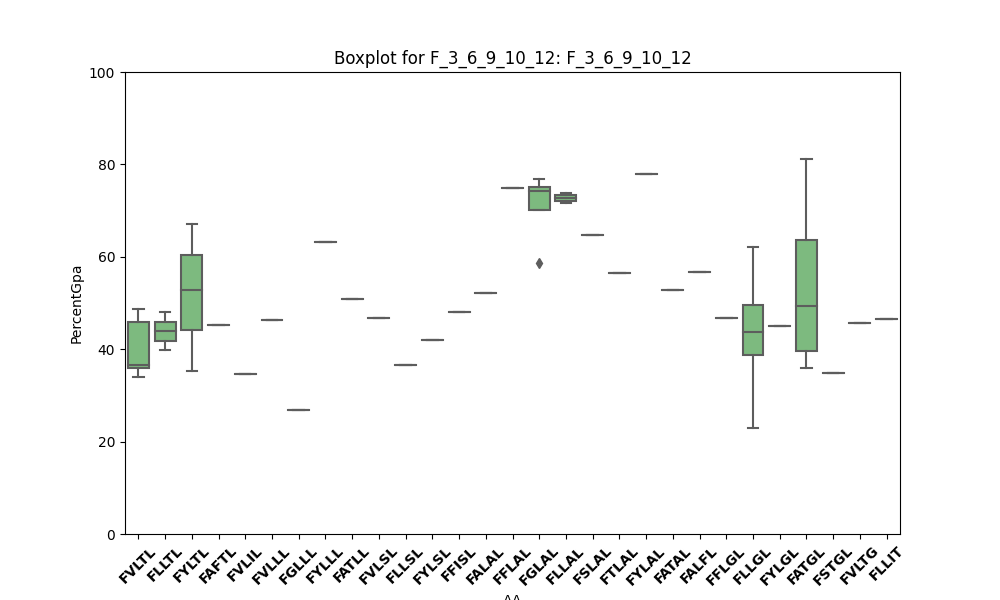 Boxplot for F_3_6_9_10_12: F_3_6_9_10_12
100
80
60
40
20
0
PercentGpa
FVLTL
FLLTL
FYLTL
FAFTL
FVLIL
FVLLL
FGLLL
FYLLL
FATLL
FVLSL
FLLSL
FYLSL
FFISL
FALAL
FFLAL
FGLAL
FLLAL
FSLAL
FTLAL
FYLAL
FATAL
FALFL
FFLGL
FLLGL
FYLGL
FATGL
FSTGL
FVLTG
FLLIT
AA